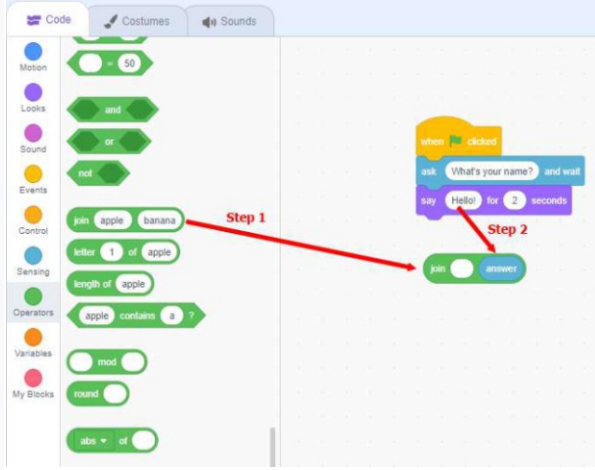 Code
Costumes
Sounds
Motion
Looks
Sound
Events
Control
Sensing
Operators
Variables
My Blocks
= 50
and
or
not
join apple banana
letter 1 of apple
length of apple
apple contains a ?
mod
round
abs of
when clicked
ask What's your name? and wait
say Hello! for 2 seconds
Step 1
Step 2
join answer